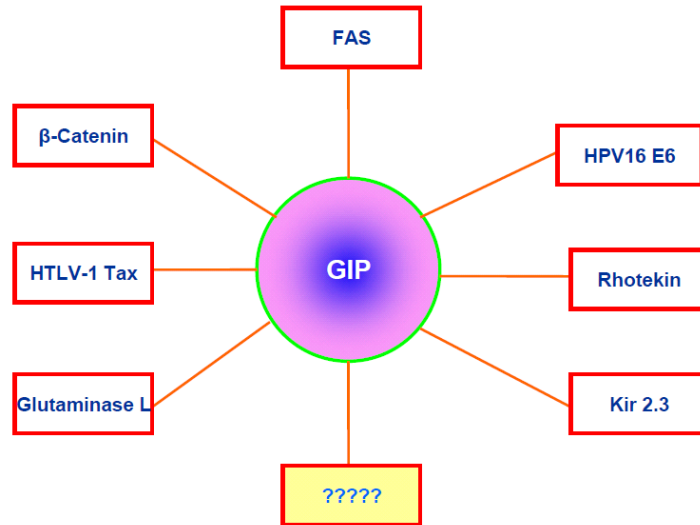 FAS
β-Catenin
HPV16 E6
HTLV-1 Tax
GIP
Rhotekin
Glutaminase L
Kir 2.3
?????